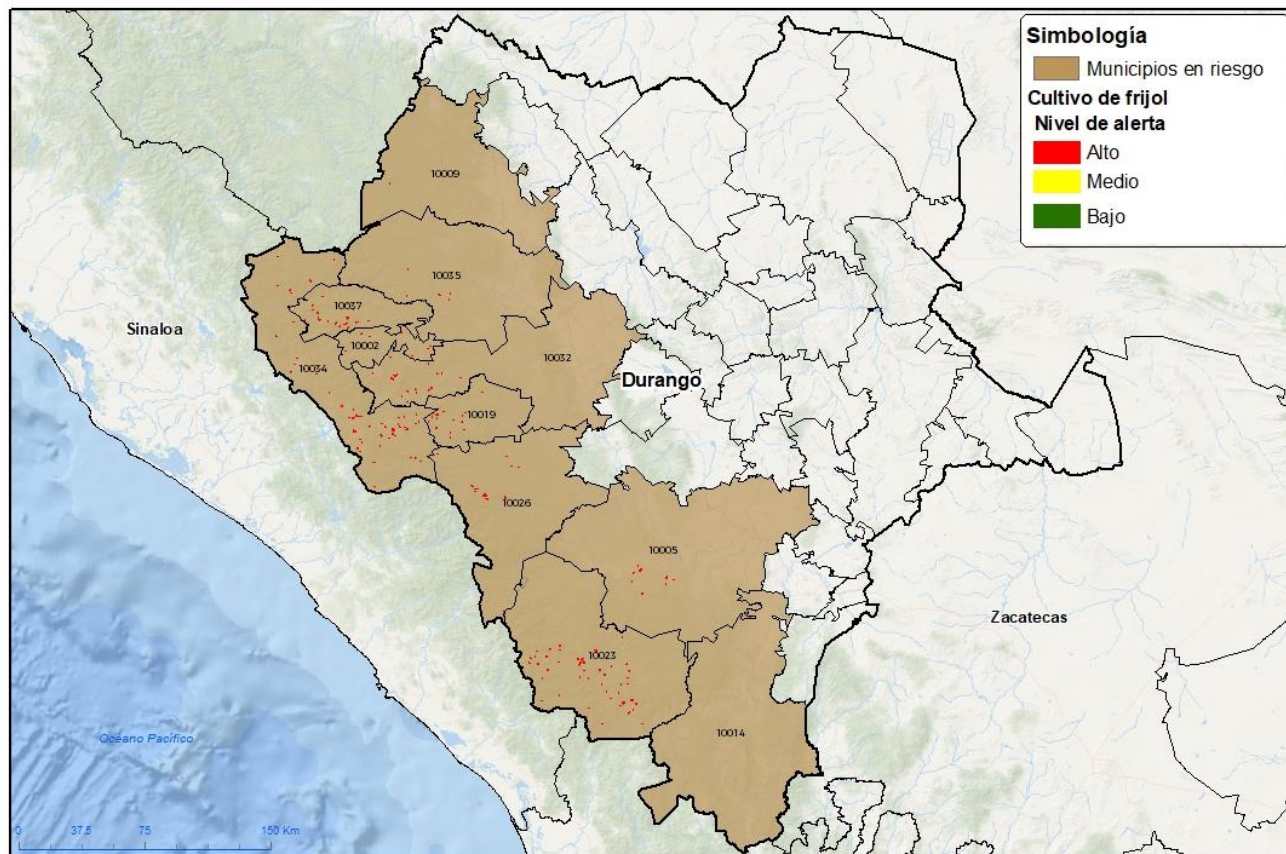 Simbología
Municipios en riesgo
Cultivo de frijol
Nivel de alerta
Alto
Medio
Bajo
10009
10035
10037
Sinaloa
10002
10032
10034
Durango
10019
10026
10005
Zacatecas
10023
10014
Oceano Pacífico
0 37.5 75 150 Km